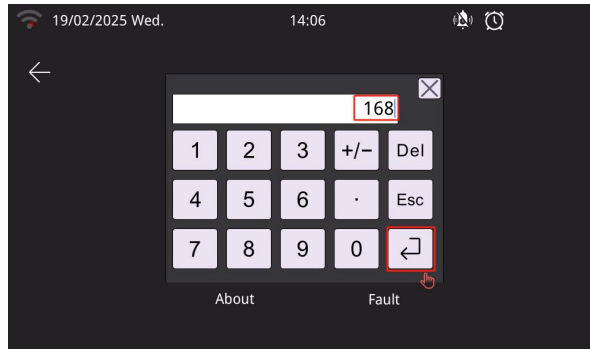 19/02/2025 Wed. 14:06
168
1 2 3 +/− Del
4 5 6 · Esc
7 8 9 0
About Fault